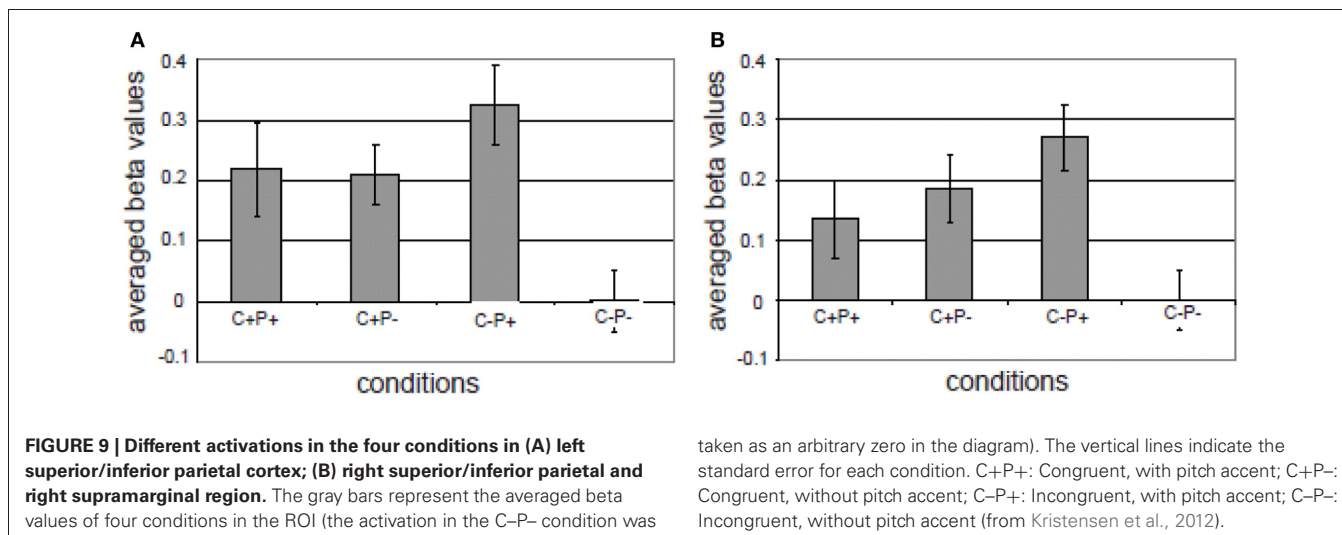 A
averaged beta values
0.4
0.3
0.2
0.1
0
-0.1
C+P+ C+P- C-P+ C-P-
conditions
B
averaged beta values
0.4
0.3
0.2
0.1
0
-0.1
C+P+ C+P- C-P+ C-P-
conditions
FIGURE 9 | Different activations in the four conditions in (A) left
superior/inferior parietal cortex; (B) right superior/inferior parietal and
right supramarginal region. The gray bars represent the averaged beta
values of four conditions in the ROI (the activation in the C–P– condition was
taken as an arbitrary zero in the diagram). The vertical lines indicate the
standard error for each condition. C+P+: Congruent, with pitch accent; C+P–:
Congruent, without pitch accent; C–P+: Incongruent, with pitch accent; C–P–:
Incongruent, without pitch accent (from Kristensen et al., 2012).